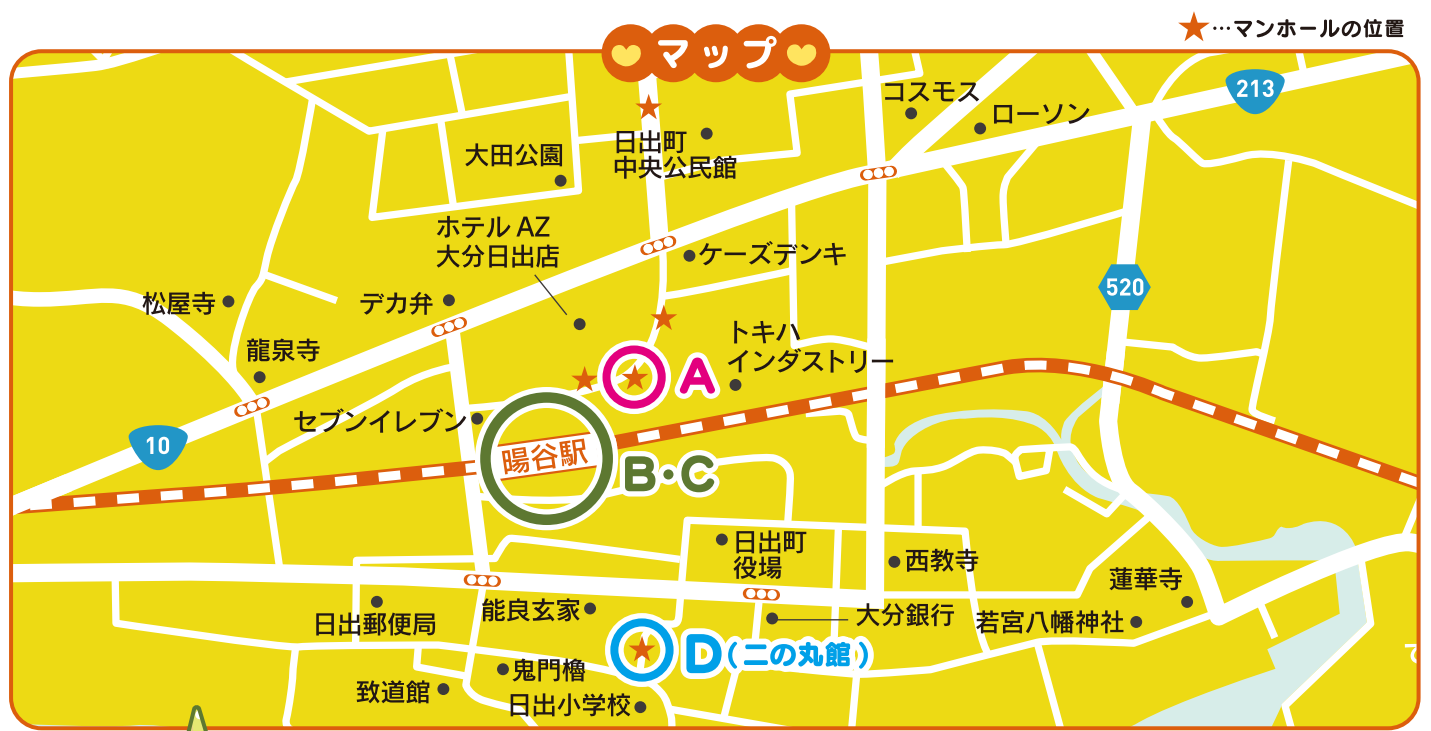 ★…マンホールの位置
マップ
213
コスモス
ローソン
日出町
中央公民館
大田公園
ホテル AZ
大分日出店
ケーズデンキ
520
松屋寺
デカ弁
トキハ
インダストリー
龍泉寺
A
セブンイレブン
10
暘谷駅
B・C
日出町
役場
西教寺
蓮華寺
能良玄家
大分銀行
若宮八幡神社
日出郵便局
D(二の丸館)
鬼門櫓
致道館
日出小学校